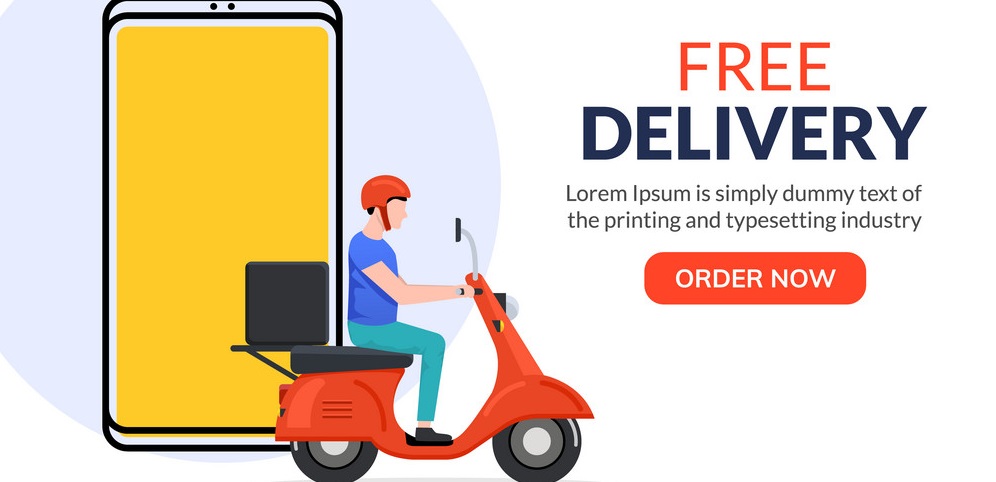 FREE
DELIVERY
Lorem Ipsum is simply dummy text of
the printing and typesetting industry
ORDER NOW